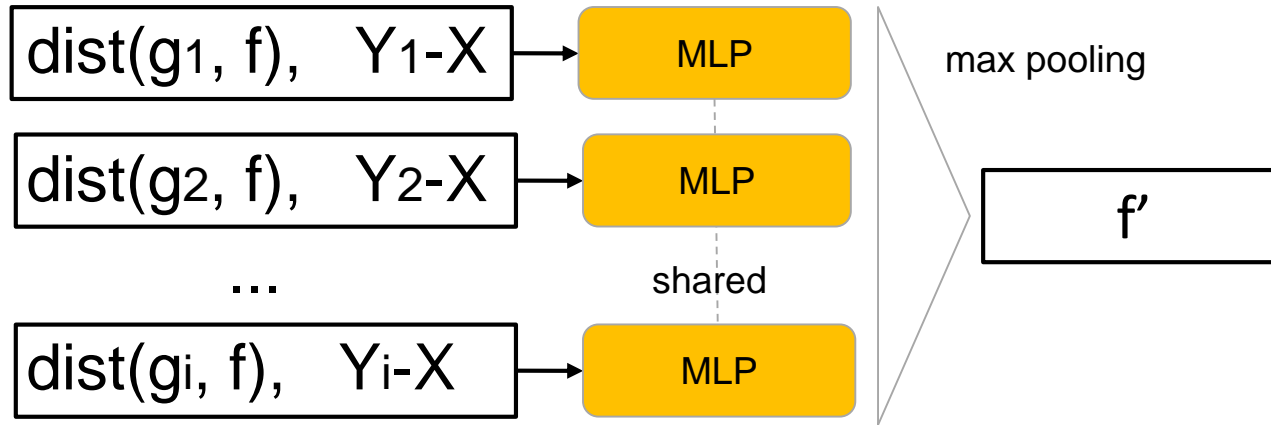 dist(g1, f), Y1-X
MLP
max pooling
dist(g2, f), Y2-X
MLP
f’
...
shared
dist(gi, f), Yi-X
MLP